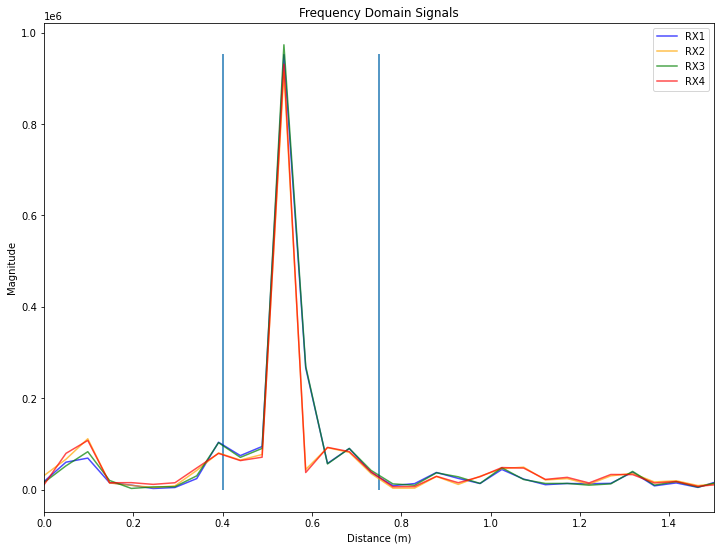 Frequency Domain Signals
1e6
RX1
RX2
RX3
RX4
1.0
0.8
0.6
0.4
0.2
0.0
Magnitude
0.0 0.2 0.4 0.6 0.8 1.0 1.2 1.4
Distance (m)